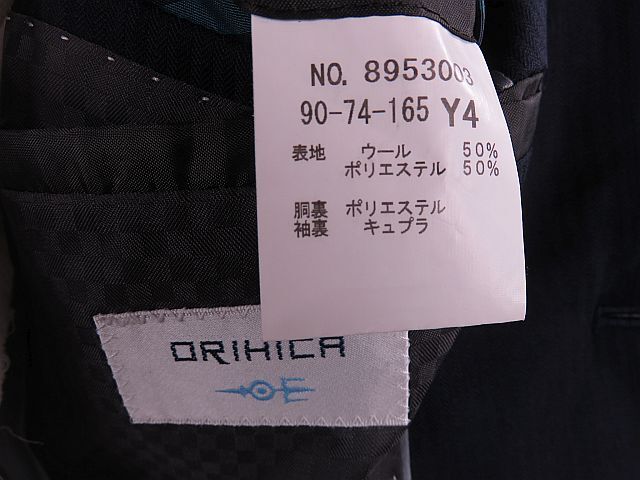 NO. 8953003
90-74-165 Y4
表地 ウール 50%
ポリエステル 50%
胴裏 ポリエステル
袖裏 キュプラ
ORIHICA